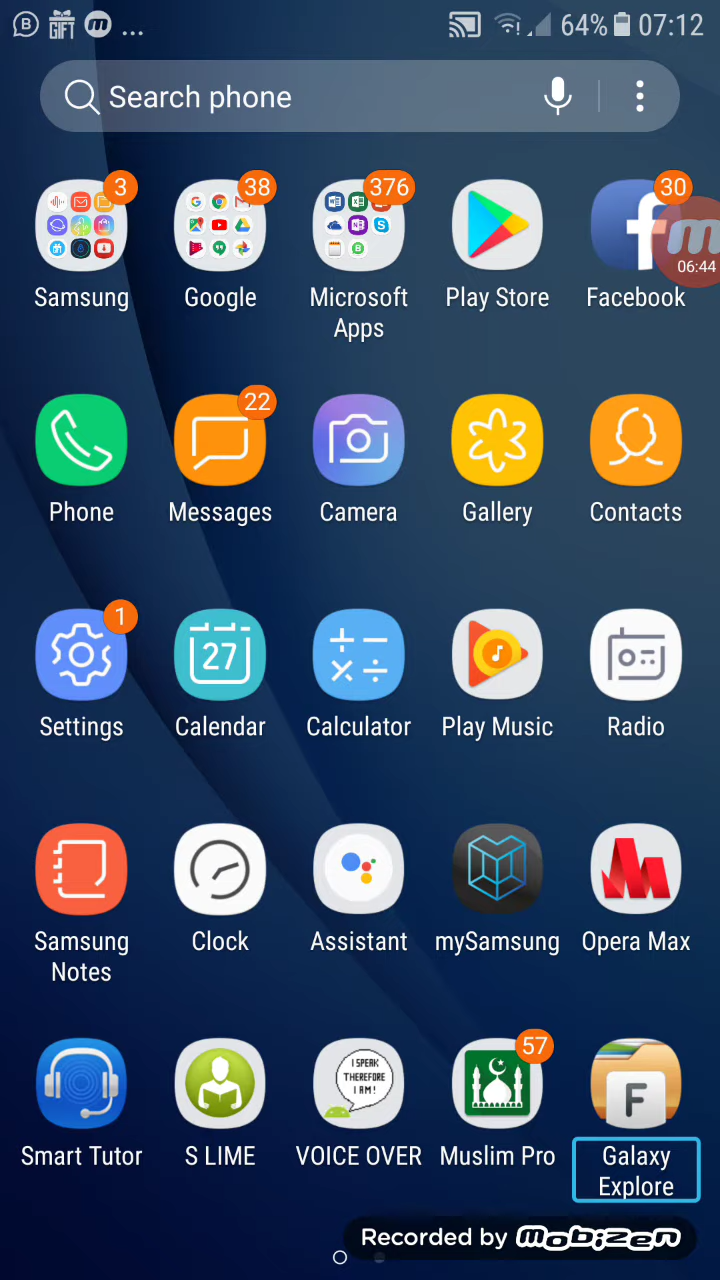 B GIFT m ... 64% 07:12
Search phone
3 38 376 30
m
06:44
Samsung Google Microsoft Play Store Facebook
Apps
22
Phone Messages Camera Gallery Contacts
1
27
Settings Calendar Calculator Play Music Radio
Samsung Clock Assistant mySamsung Opera Max
Notes
57
I SPEAK
THEREFORE
I AM!
F
Smart Tutor S LIME VOICE OVER Muslim Pro Galaxy
Explore
Recorded by mobizen